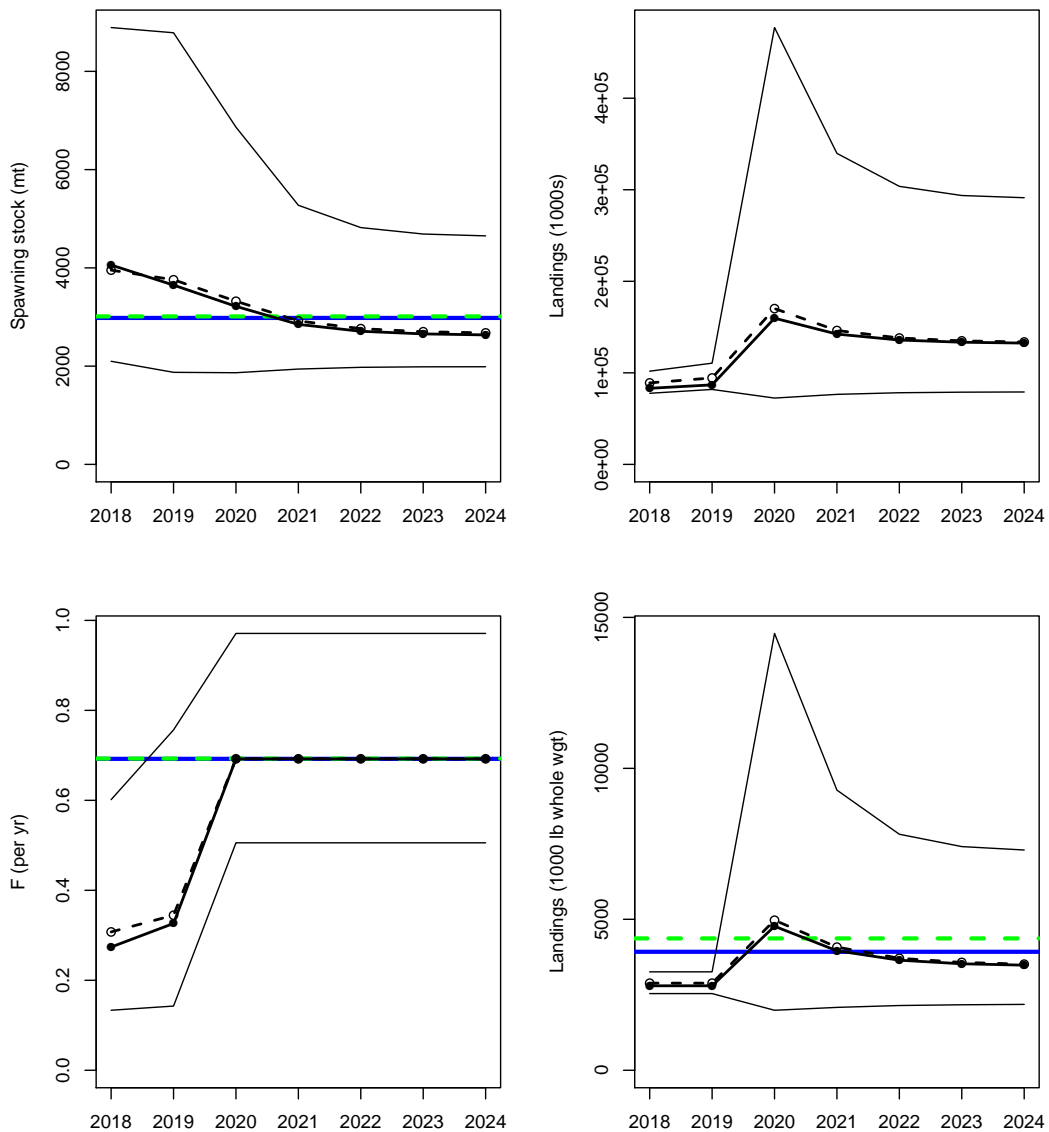 Spawning stock (mt)
0 2000 4000 6000 8000
2018 2019 2020 2021 2022 2023 2024
Landings (1000s)
0e+00 1e+05 2e+05 3e+05 4e+05
2018 2019 2020 2021 2022 2023 2024
F (per yr)
0.0 0.2 0.4 0.6 0.8 1.0
2018 2019 2020 2021 2022 2023 2024
Landings (1000 lb whole wgt)
0 5000 10000 15000
2018 2019 2020 2021 2022 2023 2024